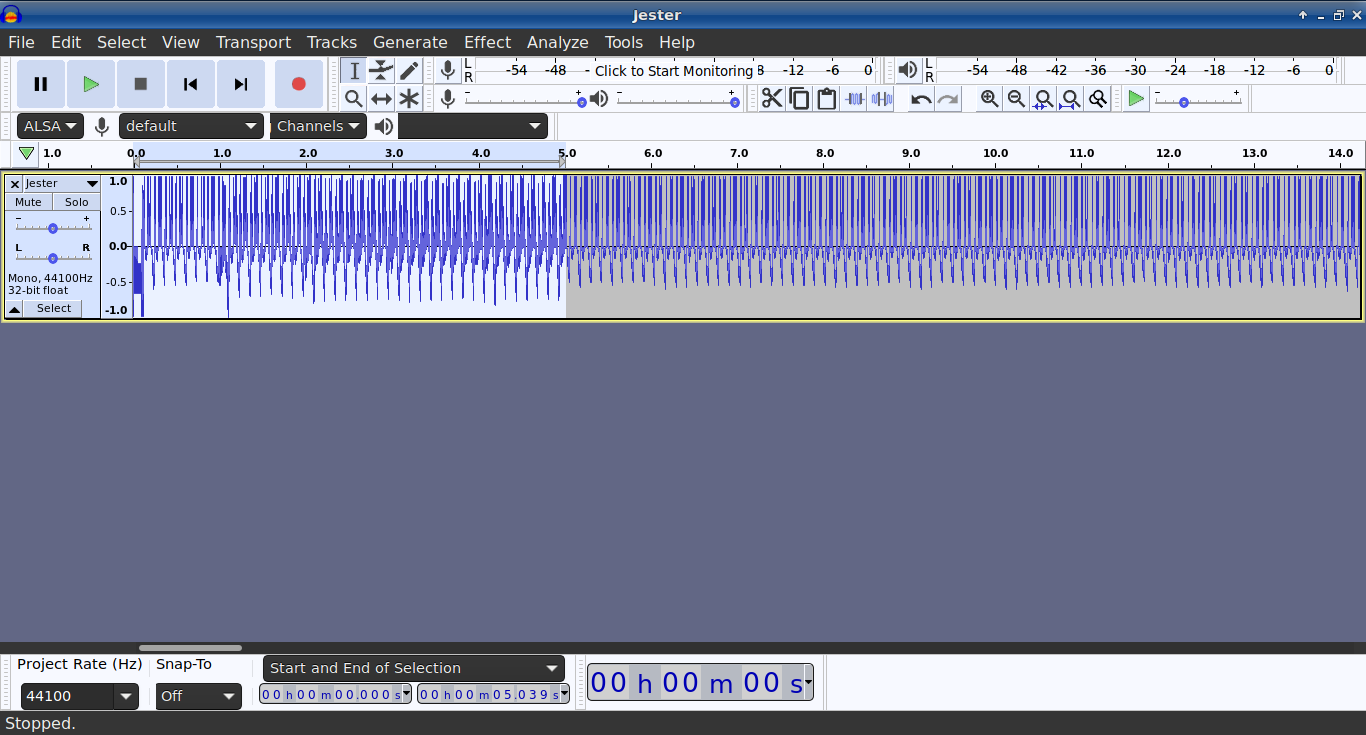 Jester
File Edit Select View Transport Tracks Generate Effect Analyze Tools Help
L R -54 -48 - Click to Start Monitoring 8 -12 -6 0 L R -54 -48 -42 -36 -30 -24 -18 -12 -6 0
- + - + - +
ALSA default Channels
1.0 0.0 1.0 2.0 3.0 4.0 5.0 6.0 7.0 8.0 9.0 10.0 11.0 12.0 13.0 14.0
Jester
Mute Solo
- +
L R
Mono, 44100Hz
32-bit float
Select
1.0
0.5
0.0
-0.5
-1.0
Project Rate (Hz) Snap-To Start and End of Selection
44100 Off 00 h 00 m 00.000 s 00 h 00 m 05.039 s 00 h 00 m 00 s
Stopped.